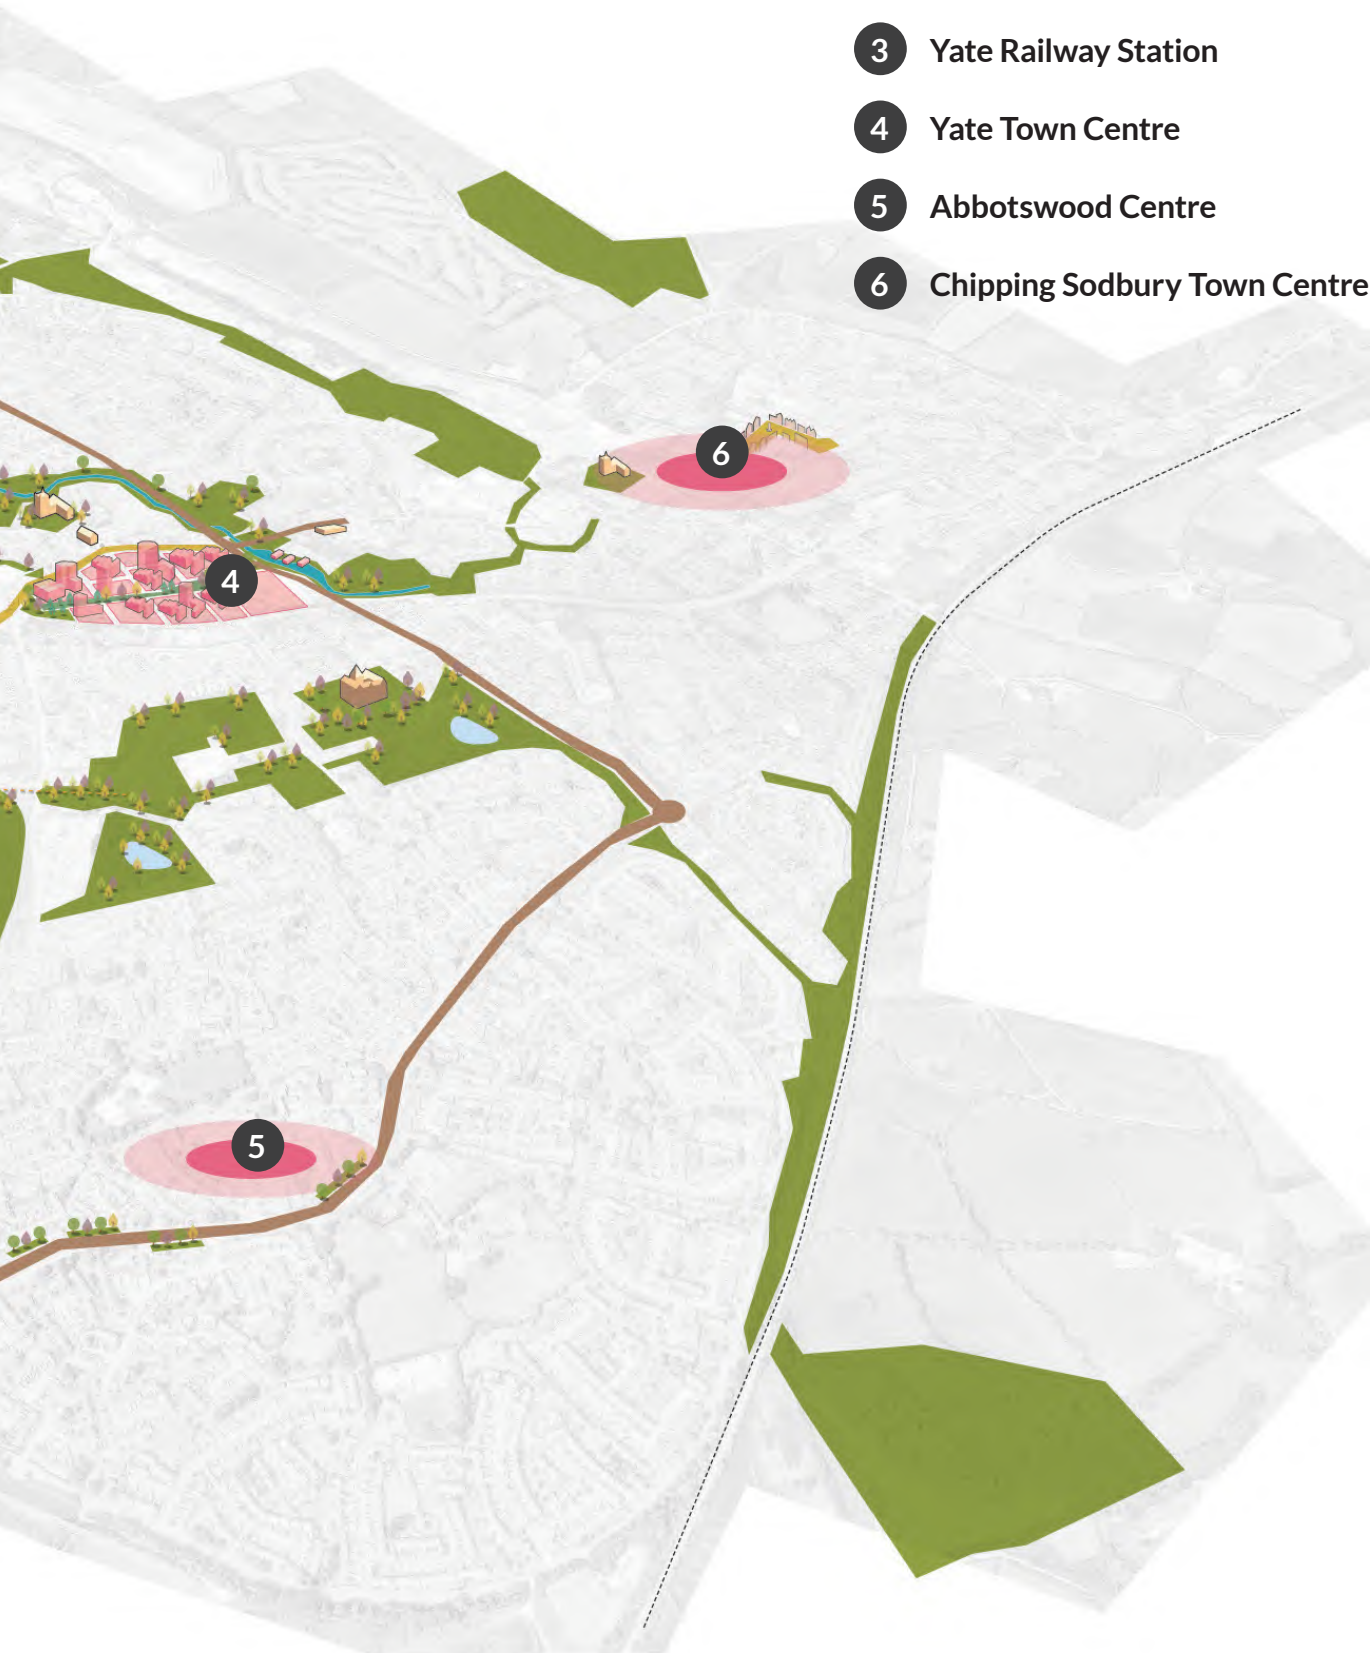 3 Yate Railway Station
4 Yate Town Centre
5 Abbotswood Centre
6 Chipping Sodbury Town Centre
6
4
5